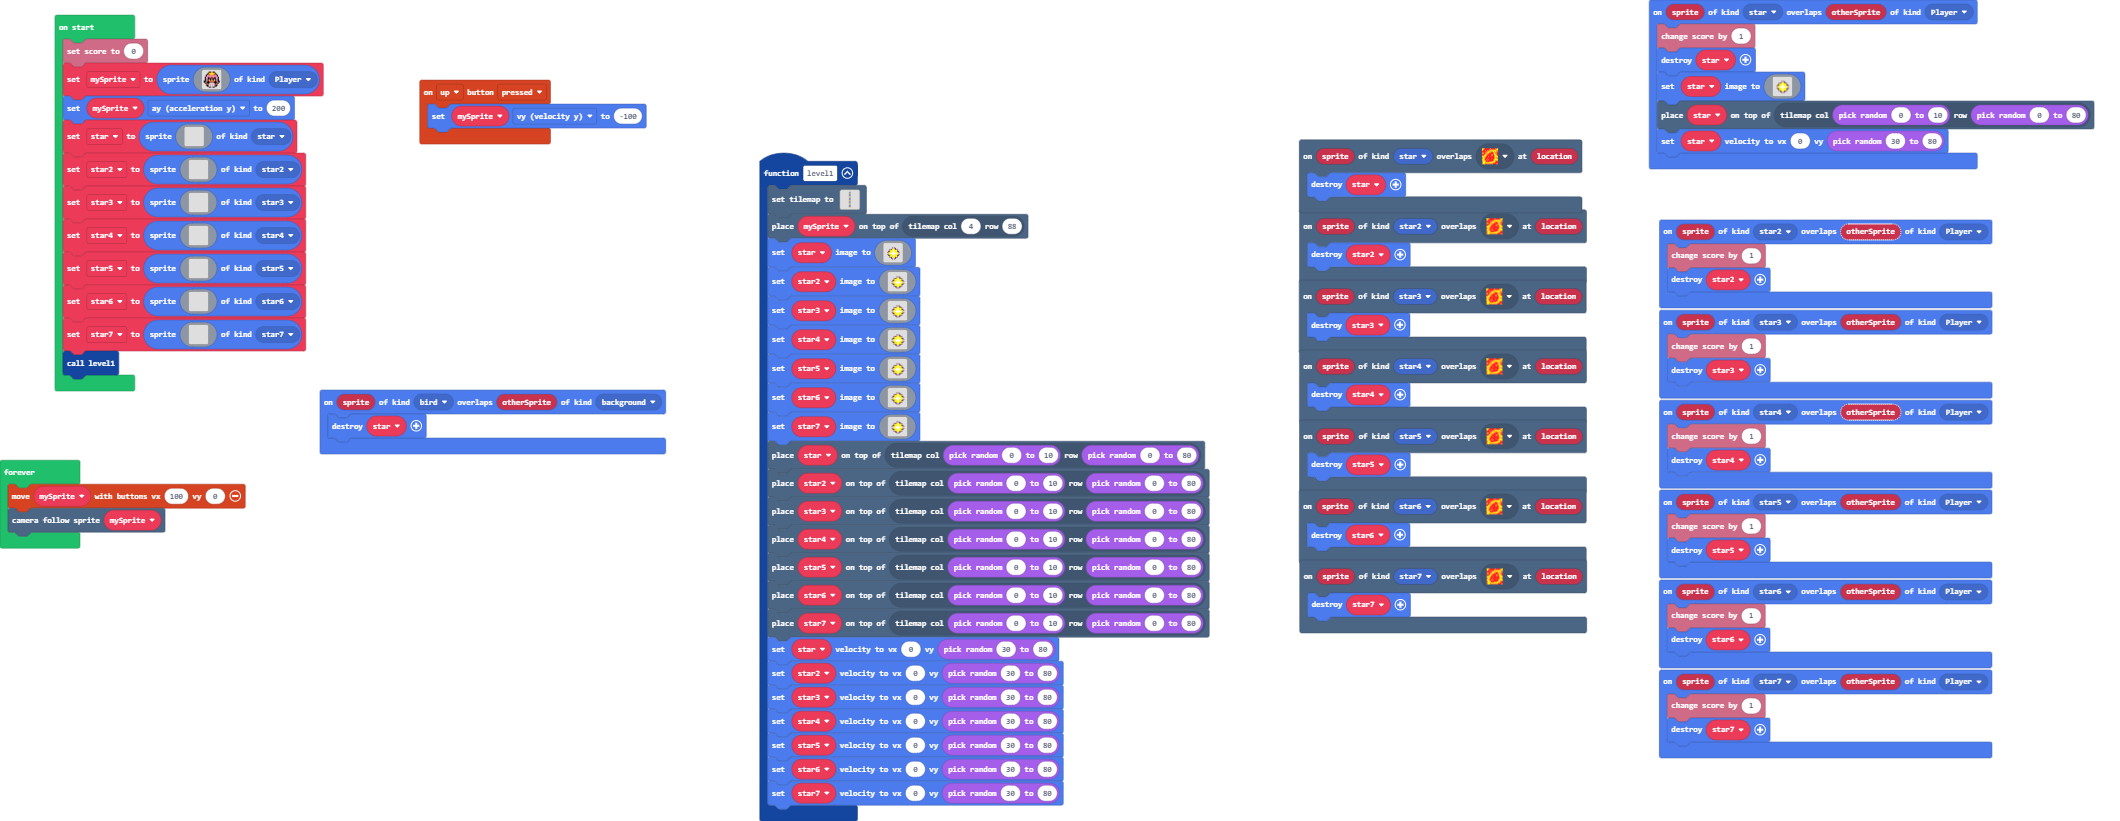 on start
set score to 0
set mySprite to sprite of kind Player
set mySprite ay (acceleration y) to 200
set star to sprite of kind star
set star2 to sprite of kind star2
set star3 to sprite of kind star3
set star4 to sprite of kind star4
set star5 to sprite of kind star5
set star6 to sprite of kind star6
set star7 to sprite of kind star7
call level1
on up button pressed
set mySprite vy (velocity y) to -100
on sprite of kind bird overlaps otherSprite of kind background
destroy star
forever
move mySprite with buttons vx 100 vy 0
camera follow sprite mySprite
function level1
set tilemap to
place mySprite on top of tilemap col 4 row 88
set star image to
set star2 image to
set star3 image to
set star4 image to
set star5 image to
set star6 image to
set star7 image to
place star on top of tilemap col pick random 0 to 10 row pick random 0 to 80
place star2 on top of tilemap col pick random 0 to 10 row pick random 0 to 80
place star3 on top of tilemap col pick random 0 to 10 row pick random 0 to 80
place star4 on top of tilemap col pick random 0 to 10 row pick random 0 to 80
place star5 on top of tilemap col pick random 0 to 10 row pick random 0 to 80
place star6 on top of tilemap col pick random 0 to 10 row pick random 0 to 80
place star7 on top of tilemap col pick random 0 to 10 row pick random 0 to 80
set star velocity to vx 0 vy pick random 30 to 80
set star2 velocity to vx 0 vy pick random 30 to 80
set star3 velocity to vx 0 vy pick random 30 to 80
set star4 velocity to vx 0 vy pick random 30 to 80
set star5 velocity to vx 0 vy pick random 30 to 80
set star6 velocity to vx 0 vy pick random 30 to 80
set star7 velocity to vx 0 vy pick random 30 to 80
on sprite of kind star overlaps at location
destroy star
on sprite of kind star2 overlaps at location
destroy star2
on sprite of kind star3 overlaps at location
destroy star3
on sprite of kind star4 overlaps at location
destroy star4
on sprite of kind star5 overlaps at location
destroy star5
on sprite of kind star6 overlaps at location
destroy star6
on sprite of kind star7 overlaps at location
destroy star7
on sprite of kind star overlaps otherSprite of kind Player
change score by 1
destroy star
set star image to
place star on top of tilemap col pick random 0 to 10 row pick random 0 to 80
set star velocity to vx 0 vy pick random 30 to 80
on sprite of kind star2 overlaps otherSprite of kind Player
change score by 1
destroy star2
on sprite of kind star3 overlaps otherSprite of kind Player
change score by 1
destroy star3
on sprite of kind star4 overlaps otherSprite of kind Player
change score by 1
destroy star4
on sprite of kind star5 overlaps otherSprite of kind Player
change score by 1
destroy star5
on sprite of kind star6 overlaps otherSprite of kind Player
change score by 1
destroy star6
on sprite of kind star7 overlaps otherSprite of kind Player
change score by 1
destroy star7